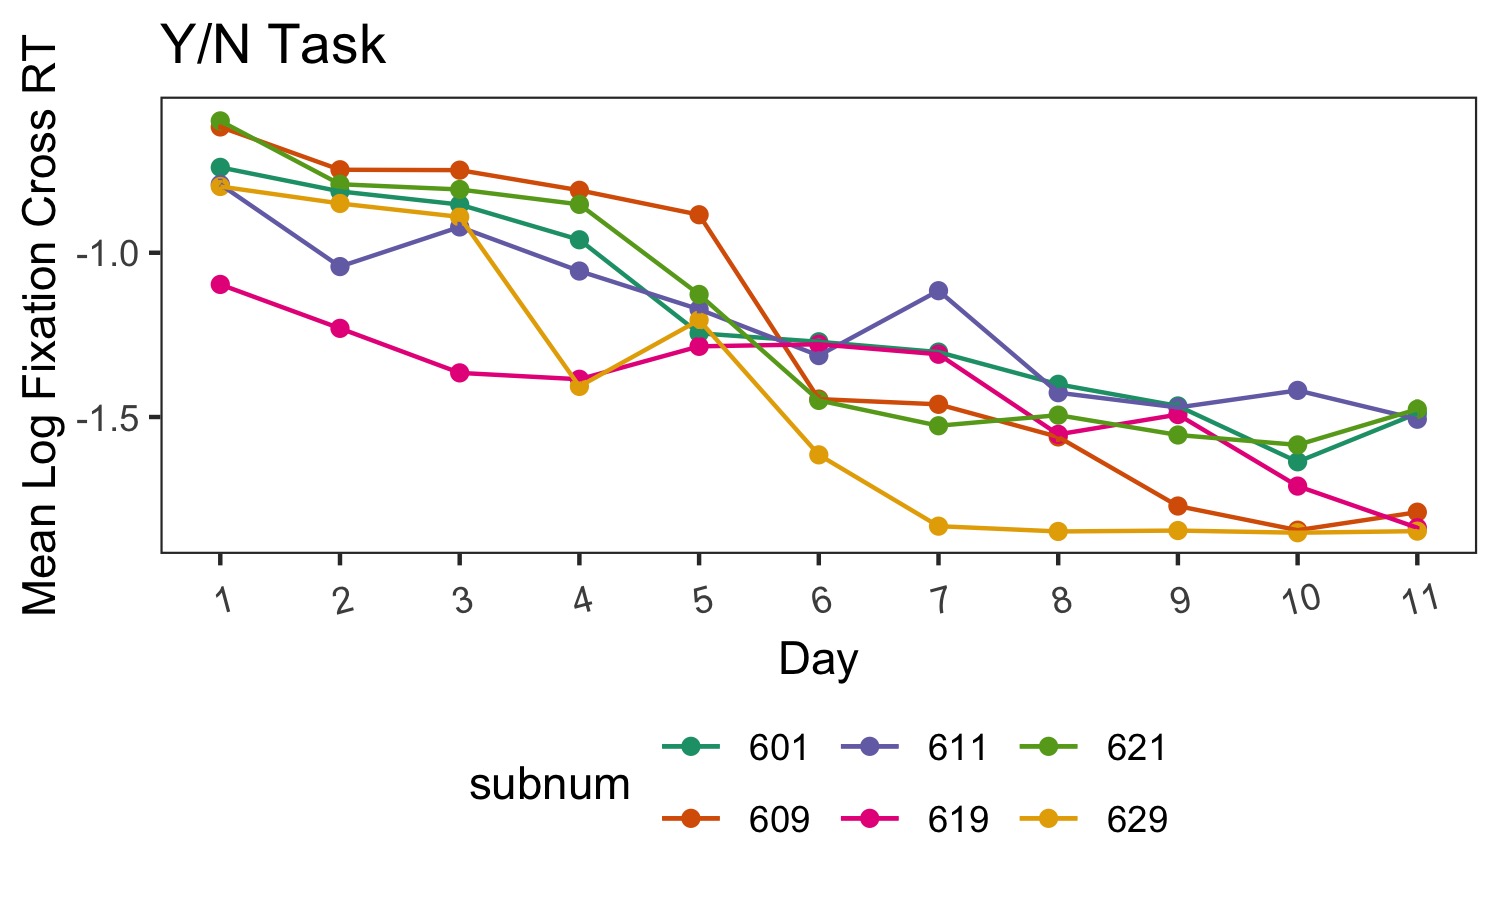 Y/N Task
Mean Log Fixation Cross RT
-1.0
-1.5
1 2 3 4 5 6 7 8 9 10 11
Day
subnum
601 611 621
609 619 629